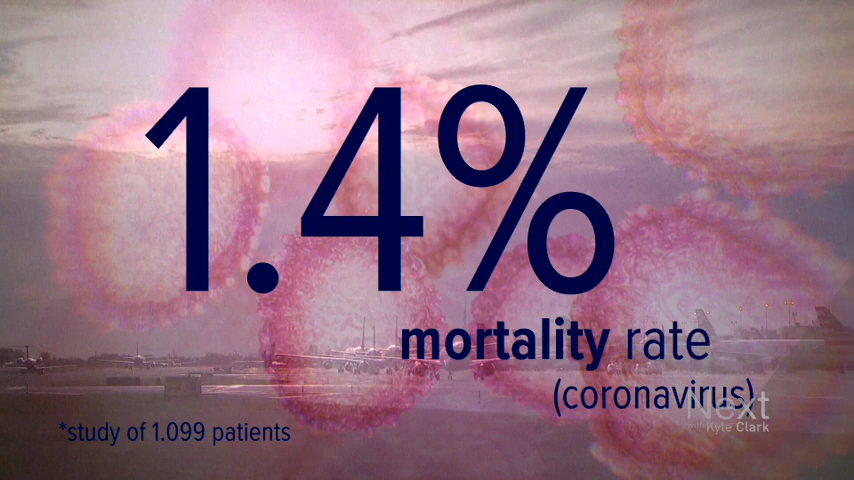 1.4%
mortality rate
(coronavirus)
Next
with Kyle Clark
*study of 1.099 patients